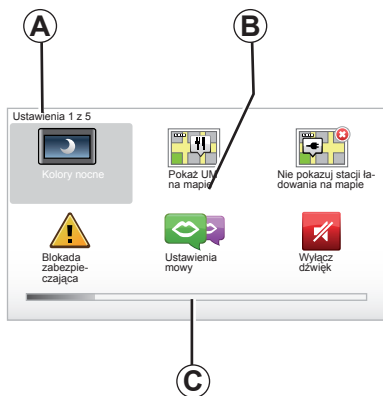 A
B
Ustawienia 1 z 5
Kolory nocne
Pokaż UM
na mapie
Nie pokazuj stacji ła-
dowania na mapie
Blokada
zabezpie-
czająca
Ustawienia
mowy
Wyłącz
dźwięk
C